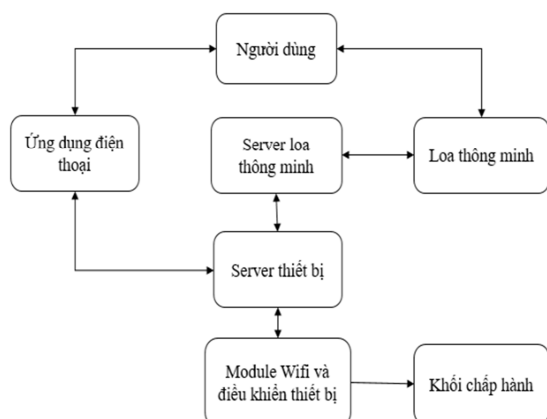 Người dùng
Ứng dụng điện
thoại
Server loa
thông minh
Loa thông minh
Server thiết bị
Module Wifi và
điều khiển thiết bị
Khối chấp hành